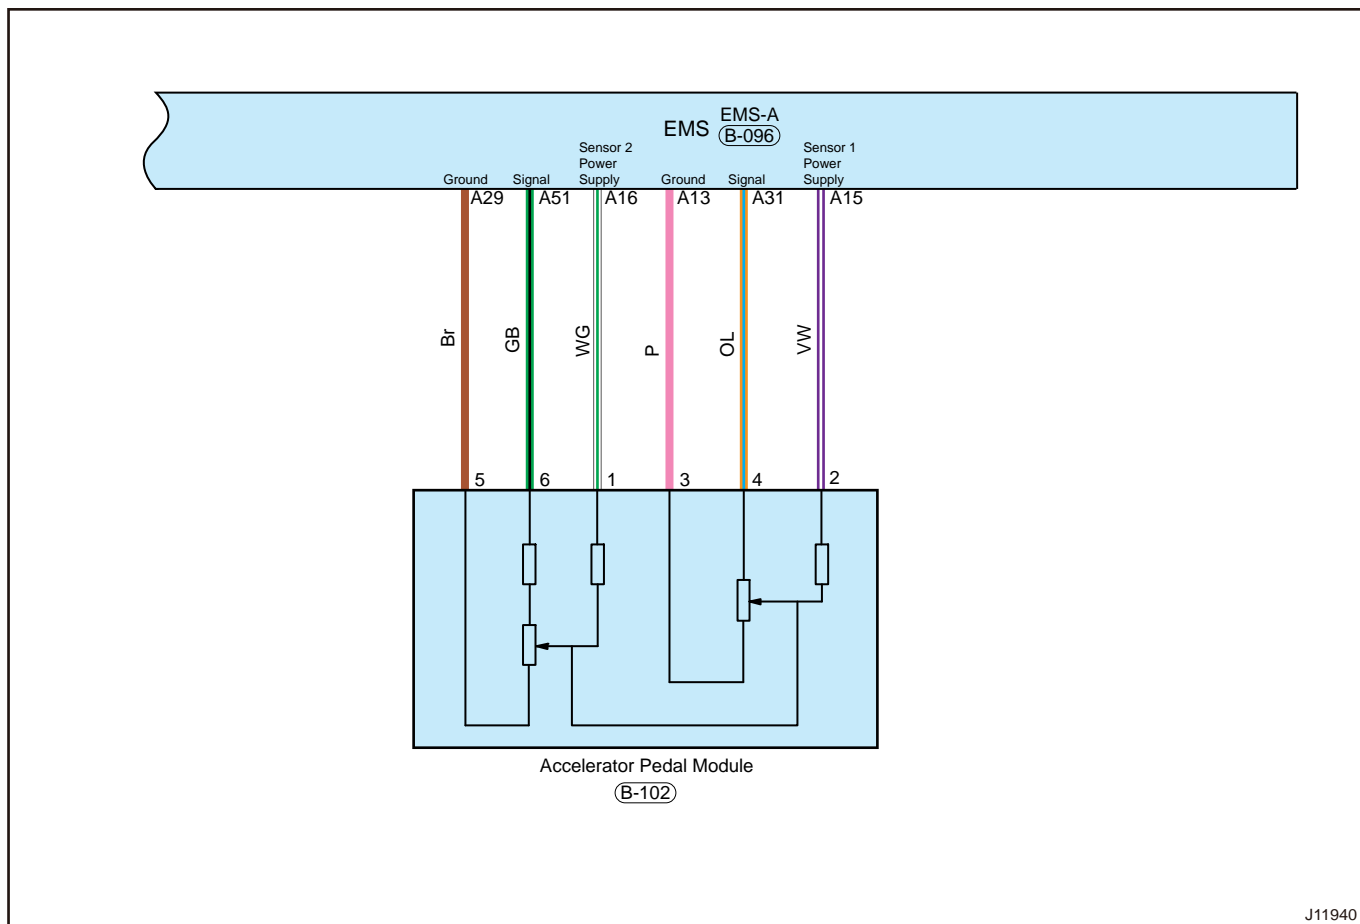 EMS
EMS-A
B-096
Sensor 2
Power
Supply
Sensor 1
Power
Supply
Ground
Signal
Ground
Signal
A29
A51
A16
A13
A31
A15
Br
GB
WG
P
OL
VW
5
6
1
3
4
2
Accelerator Pedal Module
B-102
J11940